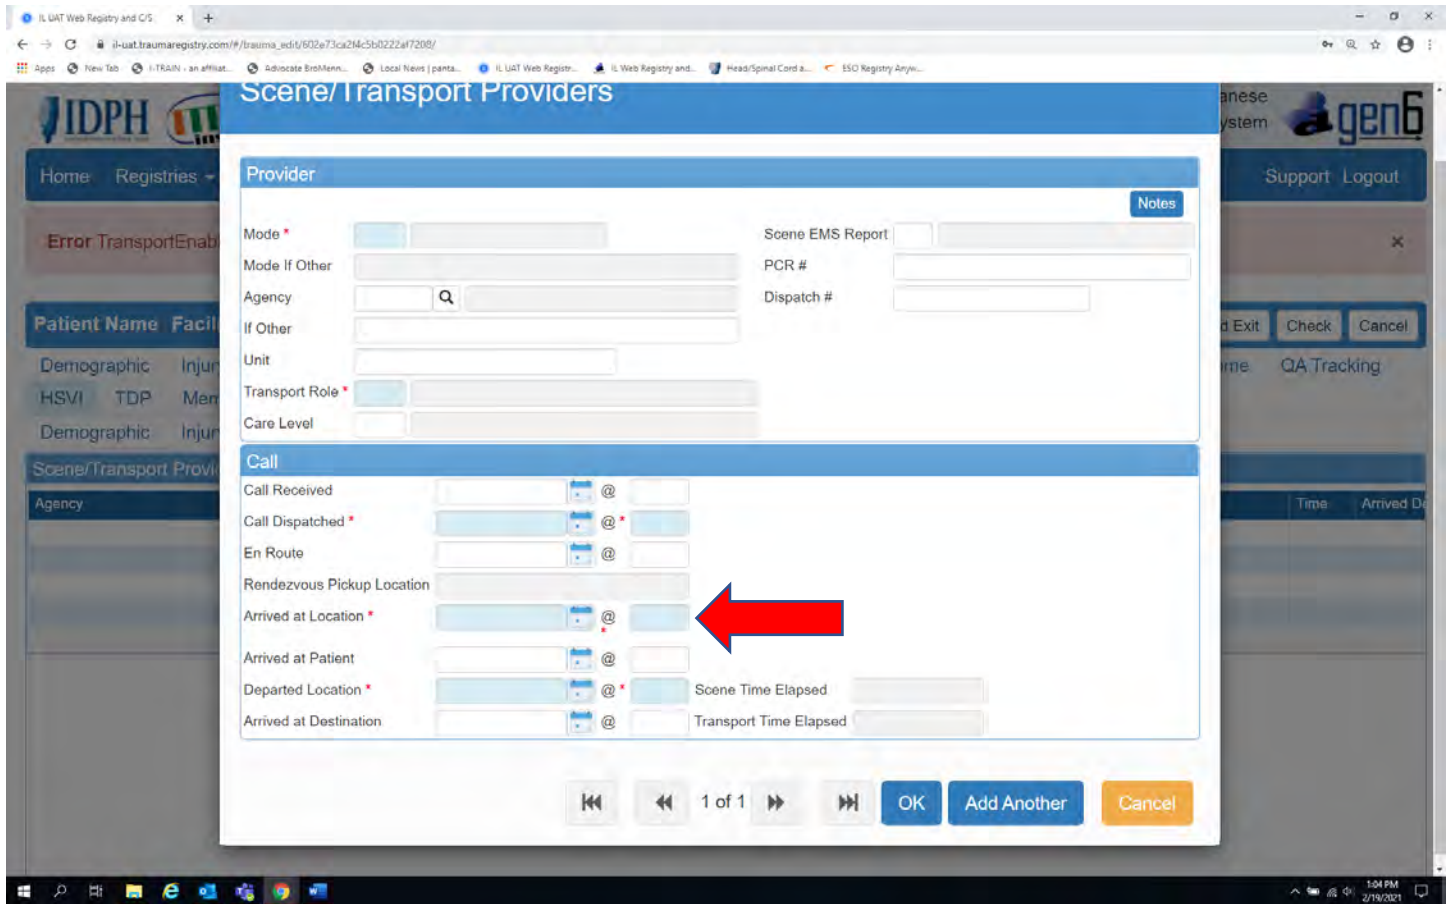 IL UAT Web Registry and C/S
il-uat.traumaregistry.com/#/trauma_edit/602e73ca2f4c5b0222af7208/
Apps New Tab I-TRAIN - an affiliat... Advocate BroMenn... Local News | panta... IL UAT Web Registr... IL Web Registry and... Head/Spinal Cord a... ESO Registry Anyw...
Scene/Transport Providers
IDPH
anese
ystem
gen6
Home Registries
Support Logout
Provider
Notes
Error TransportEnab
Mode *
Scene EMS Report
Mode If Other
PCR #
Agency
Dispatch #
If Other
Patient Name Facil
d Exit Check Cancel
Unit
Demographic Injur
me QA Tracking
Transport Role *
HSVI TDP Mem
Care Level
Demographic Injur
Call
Scene/Transport Provi
Call Received @
Agency
Time Arrived De
Call Dispatched * @ *
En Route @
Rendezvous Pickup Location
Arrived at Location * @ *
Arrived at Patient @
Departed Location * @ * Scene Time Elapsed
Arrived at Destination @ Transport Time Elapsed
1 of 1 OK Add Another Cancel
1:04 PM
2/19/2021